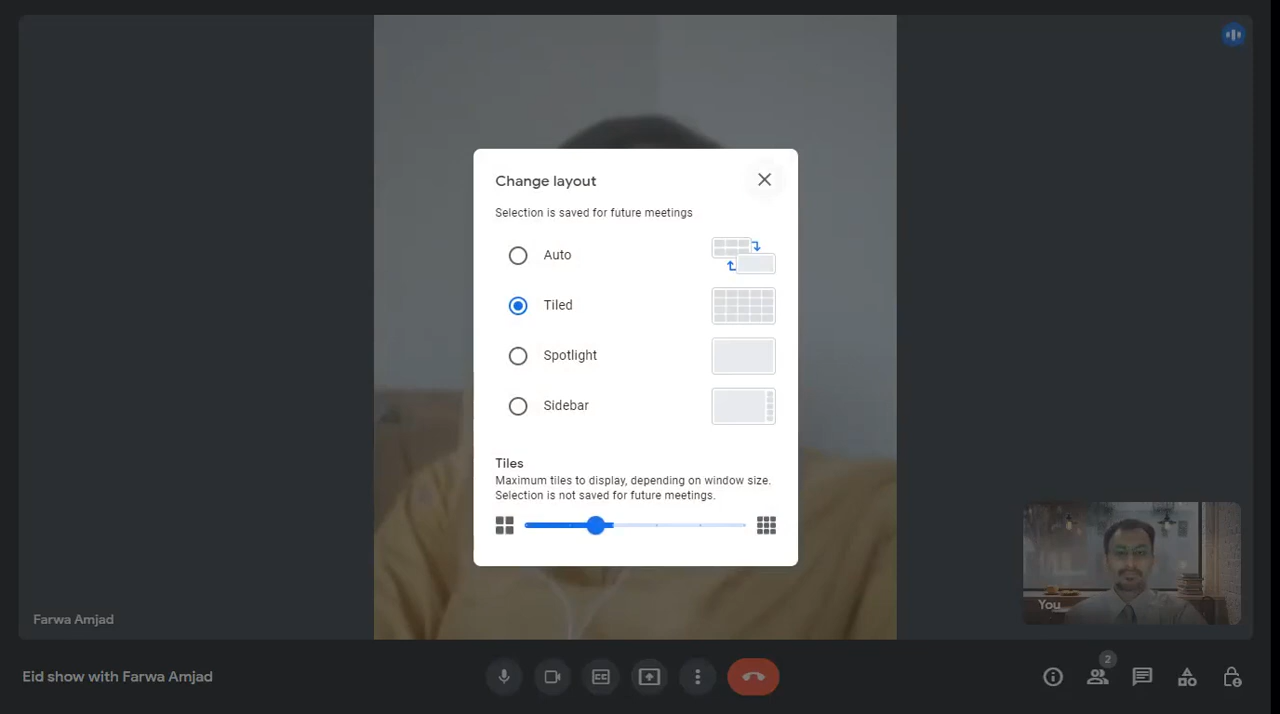 Change layout
Selection is saved for future meetings
Auto
Tiled
Spotlight
Sidebar
Tiles
Maximum tiles to display, depending on window size.
Selection is not saved for future meetings.
You
Farwa Amjad
Eid show with Farwa Amjad
CC
2